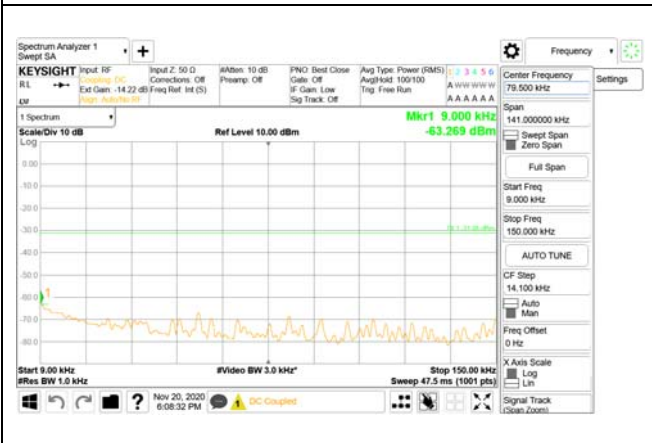 Spectrum Analyzer 1
Swept SA
Frequency
KEYSIGHT
RL
Input: RF
Coupling: DC
Ext Gain: -14.22 dB
Align: Auto/No RF
Input Z: 50 Ω
Corrections: Off
Freq Ref: Int (S)
#Atten: 10 dB
Preamp: Off
PNO: Best Close
Gate: Off
IF Gain: Low
Sig Track: Off
Avg Type: Power (RMS)
Avg|Hold: 100/100
Trig: Free Run
1 2 3 4 5 6
A W W W W W
A A A A A A
1 Spectrum
Scale/Div 10 dB
Log
Ref Level 10.00 dBm
Mkr1 9.000 kHz
-63.269 dBm
0.00
-10.0
-20.0
-30.0
-40.0
-50.0
-60.0
-70.0
-80.0
1
Start 9.00 kHz
#Res BW 1.0 kHz
#Video BW 3.0 kHz*
Stop 150.00 kHz
Sweep 47.5 ms (1001 pts)
Center Frequency
79.500 kHz
Settings
Span
141.000000 kHz
Swept Span
Zero Span
Full Span
Start Freq
9.000 kHz
Stop Freq
150.000 kHz
AUTO TUNE
CF Step
14.100 kHz
Auto
Man
Freq Offset
0 Hz
X Axis Scale
Log
Lin
Signal Track
(Span Zoom)
?
Nov 20, 2020
6:08:32 PM
1
DC Coupled